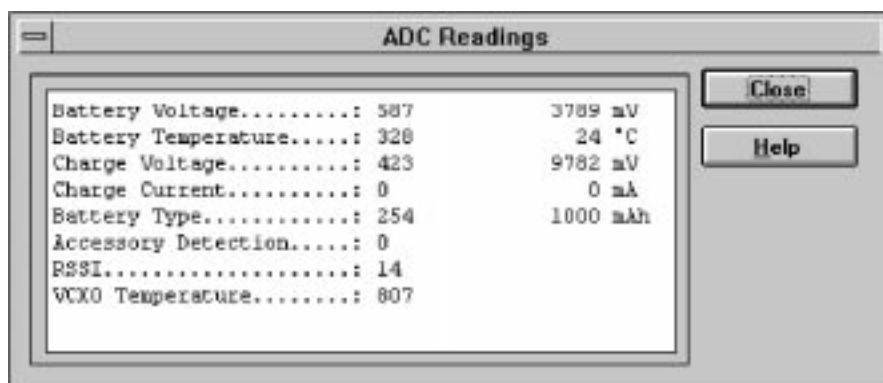 ADC Readings
Battery Voltage.........: 587 3789 mV
Battery Temperature.....: 328 24 °C
Charge Voltage..........: 423 9782 mV
Charge Current..........: 0 0 mA
Battery Type............: 254 1000 mAh
Accessory Detection.....: 0
RSSI....................: 14
VCXO Temperature........: 807
Close
Help